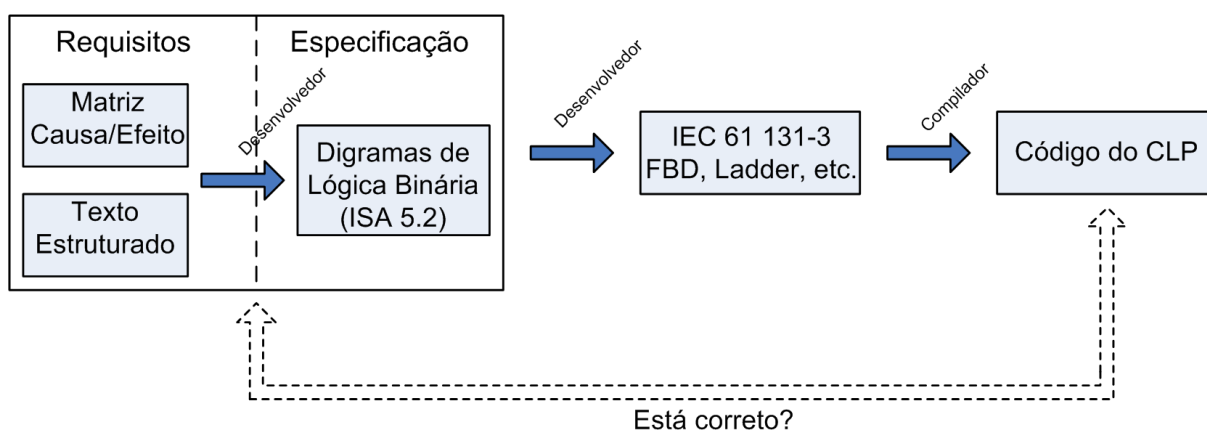 Requisitos
Especificação
Matriz
Causa/Efeito
Texto
Estruturado
Desenvolvedor
Digramas de
Lógica Binária
(ISA 5.2)
Desenvolvedor
IEC 61 131-3
FBD, Ladder, etc.
Compilador
Código do CLP
Está correto?